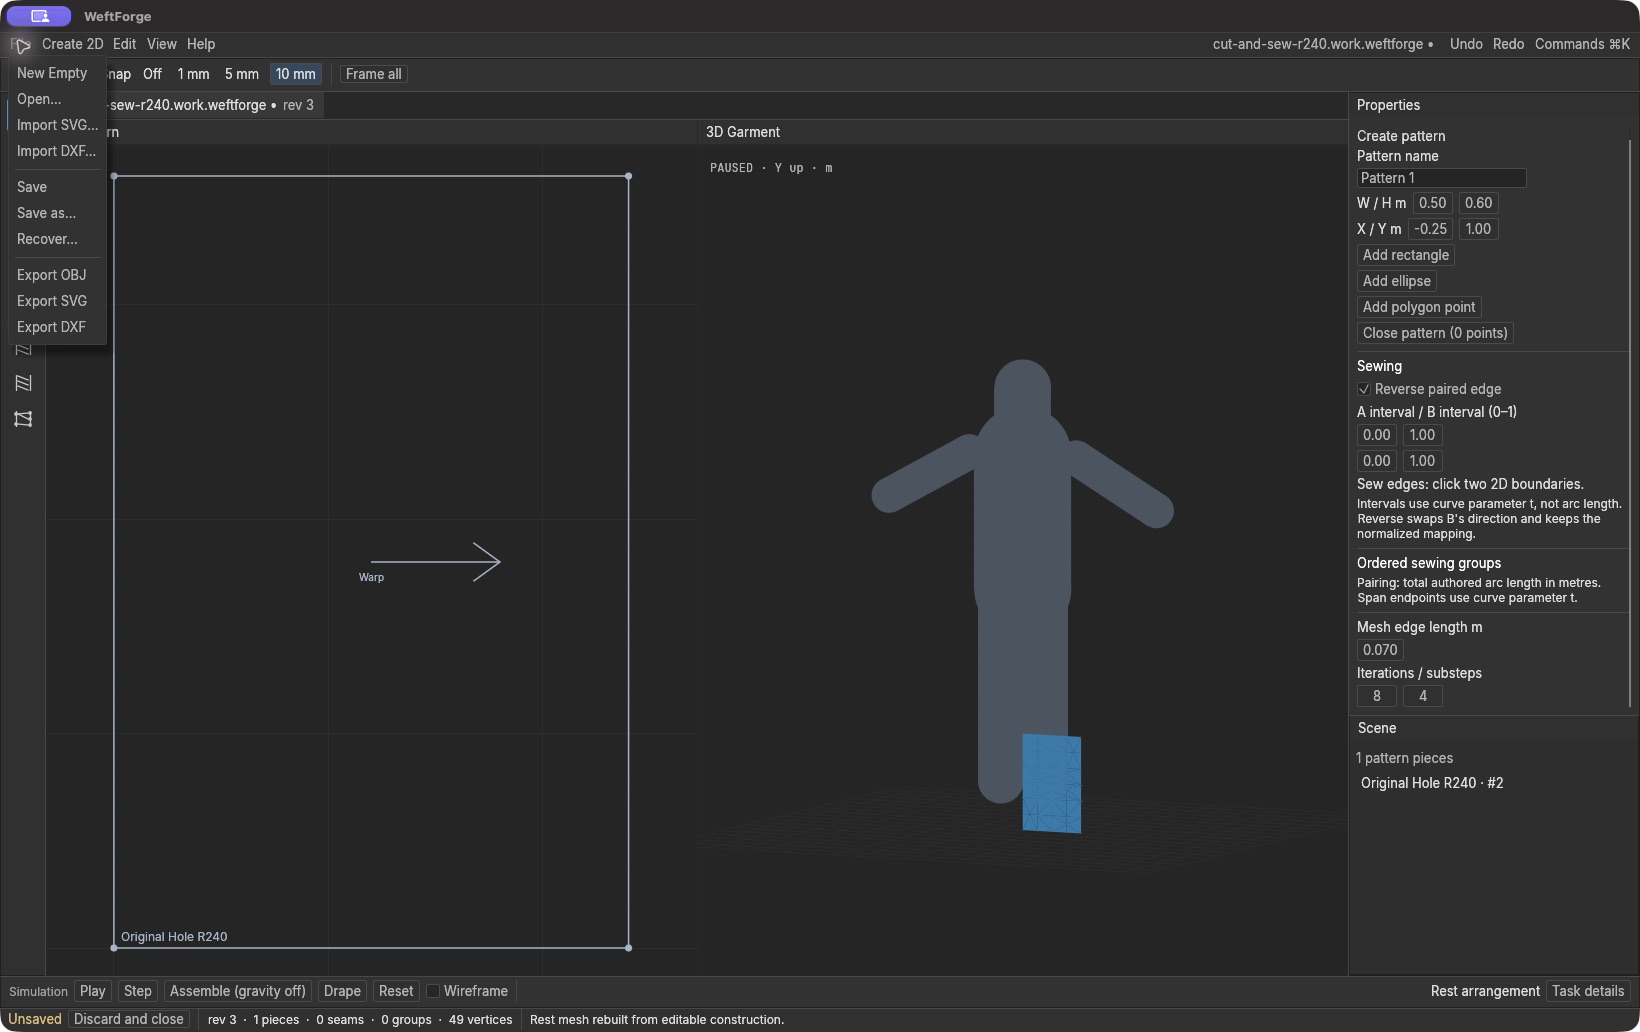 WeftForge
Create 2D Edit View Help
cut-and-sew-r240.work.weftforge • Undo Redo Commands ⌘K
New Empty
Open...
Import SVG...
Import DXF...
Save
Save as...
Recover...
Export OBJ
Export SVG
Export DXF
nap Off 1 mm 5 mm 10 mm Frame all
-sew-r240.work.weftforge • rev 3
rn
Warp
Original Hole R240
3D Garment
PAUSED · Y up · m
Properties
Create pattern
Pattern name
Pattern 1
W / H m 0.50 0.60
X / Y m -0.25 1.00
Add rectangle
Add ellipse
Add polygon point
Close pattern (0 points)
Sewing
Reverse paired edge
A interval / B interval (0–1)
0.00 1.00
0.00 1.00
Sew edges: click two 2D boundaries.
Intervals use curve parameter t, not arc length.
Reverse swaps B's direction and keeps the
normalized mapping.
Ordered sewing groups
Pairing: total authored arc length in metres.
Span endpoints use curve parameter t.
Mesh edge length m
0.070
Iterations / substeps
8 4
Scene
1 pattern pieces
Original Hole R240 · #2
Simulation Play Step Assemble (gravity off) Drape Reset Wireframe
Rest arrangement Task details
Unsaved Discard and close rev 3 · 1 pieces · 0 seams · 0 groups · 49 vertices Rest mesh rebuilt from editable construction.